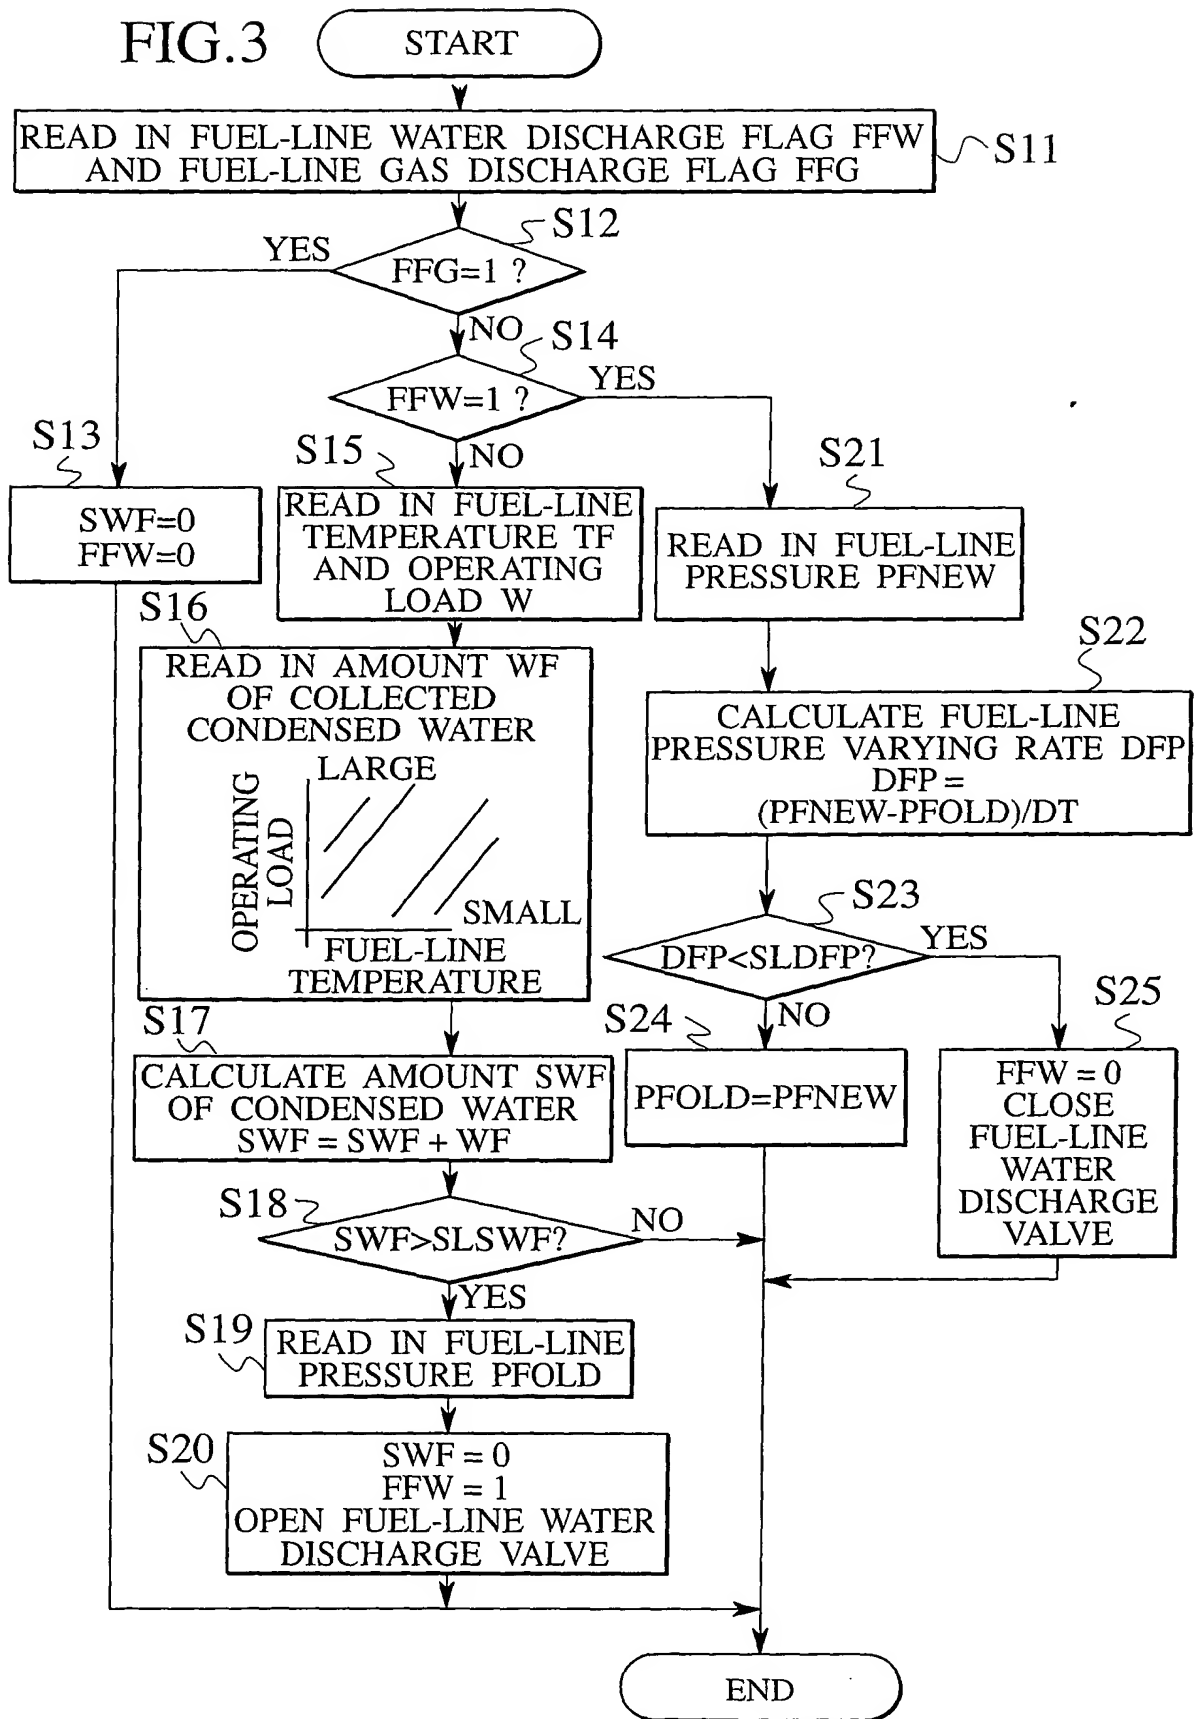 FIG.3
START
READ IN FUEL-LINE WATER DISCHARGE FLAG FFW
AND FUEL-LINE GAS DISCHARGE FLAG FFG
S11
S12
YES
FFG=1 ?
NO
S14
FFW=1 ?
YES
NO
S13
SWF=0
FFW=0
S15
READ IN FUEL-LINE
TEMPERATURE TF
AND OPERATING
LOAD W
S21
READ IN FUEL-LINE
PRESSURE PFNEW
S16
READ IN AMOUNT WF
OF COLLECTED
CONDENSED WATER
LARGE
OPERATING
LOAD
SMALL
FUEL-LINE
TEMPERATURE
S22
CALCULATE FUEL-LINE
PRESSURE VARYING RATE DFP
DFP =
(PFNEW-PFOLD)/DT
S23
DFP<SLDFP?
YES
NO
S17
CALCULATE AMOUNT SWF
OF CONDENSED WATER
SWF = SWF + WF
S24
PFOLD=PFNEW
S25
FFW = 0
CLOSE
FUEL-LINE
WATER
DISCHARGE
VALVE
S18
SWF>SLSWF?
NO
YES
S19
READ IN FUEL-LINE
PRESSURE PFOLD
S20
SWF = 0
FFW = 1
OPEN FUEL-LINE WATER
DISCHARGE VALVE
END